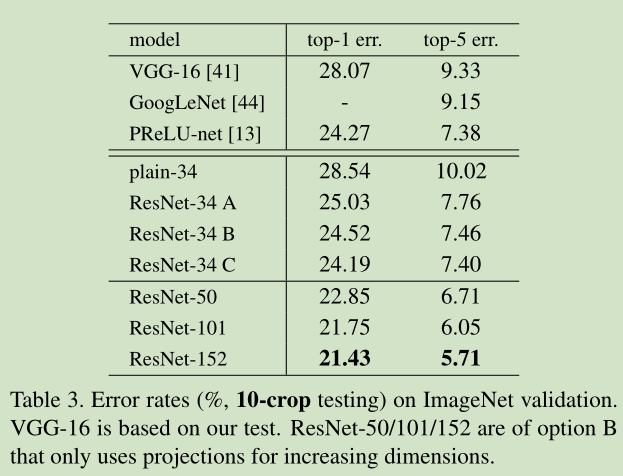 model top-1 err. top-5 err.
VGG-16 [41] 28.07 9.33
GoogLeNet [44] - 9.15
PReLU-net [13] 24.27 7.38
plain-34 28.54 10.02
ResNet-34 A 25.03 7.76
ResNet-34 B 24.52 7.46
ResNet-34 C 24.19 7.40
ResNet-50 22.85 6.71
ResNet-101 21.75 6.05
ResNet-152 21.43 5.71
Table 3. Error rates (%, 10-crop testing) on ImageNet validation.
VGG-16 is based on our test. ResNet-50/101/152 are of option B
that only uses projections for increasing dimensions.